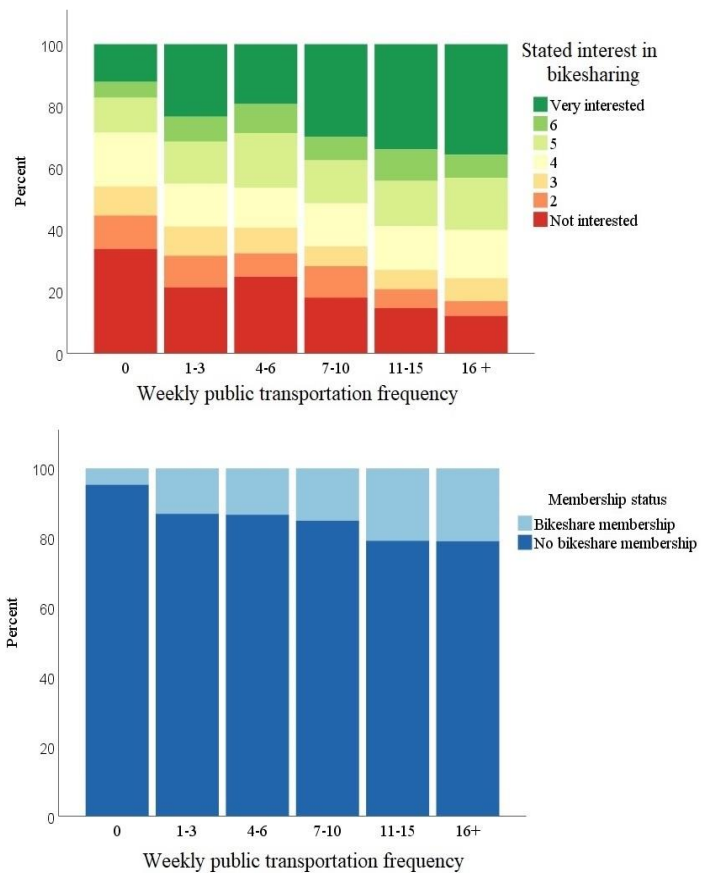 Stated interest in
bikesharing
Very interested
6
5
4
3
2
Not interested
Percent
100
80
60
40
20
0
0 1-3 4-6 7-10 11-15 16 +
Weekly public transportation frequency
Membership status
Bikeshare membership
No bikeshare membership
Percent
100
80
60
40
20
0
0 1-3 4-6 7-10 11-15 16+
Weekly public transportation frequency